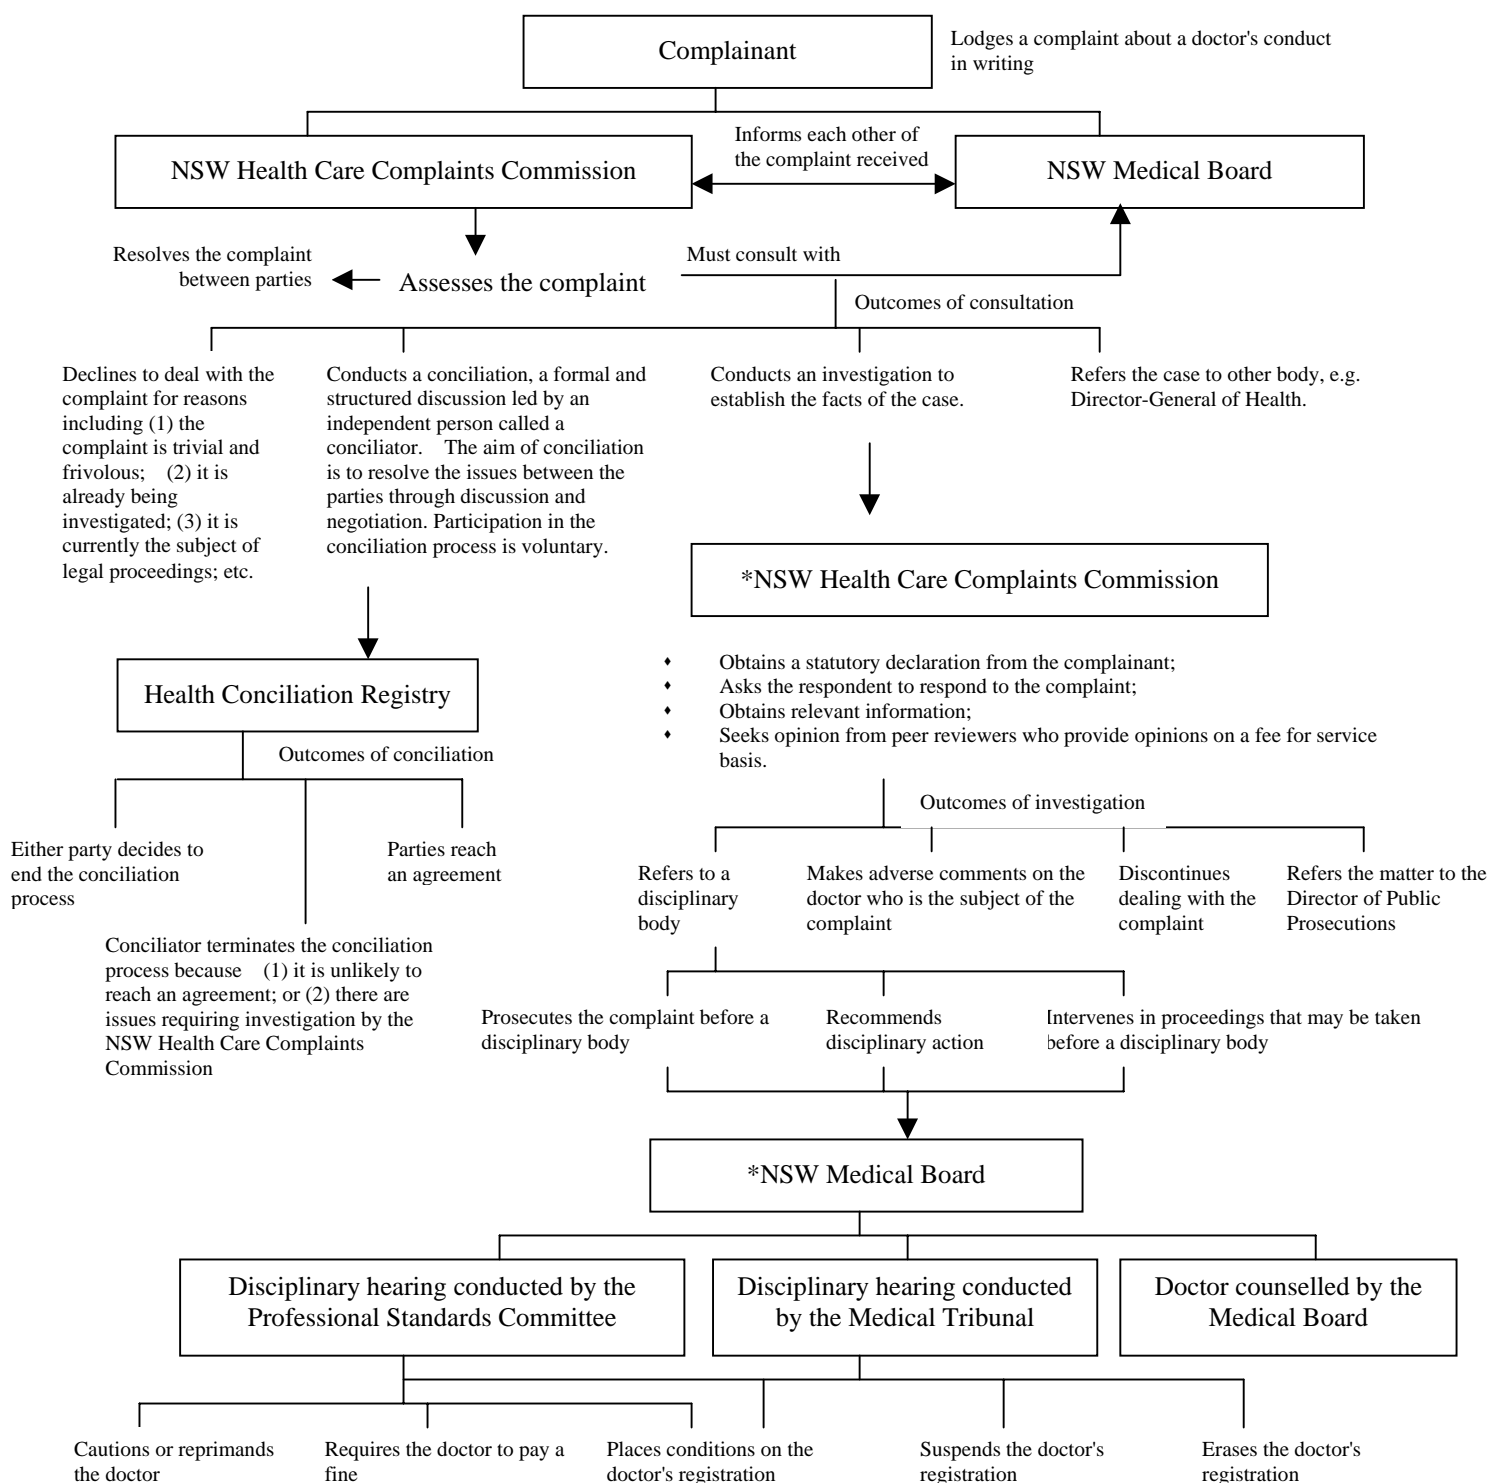 Complainant
Lodges a complaint about a doctor's conduct
in writing
Informs each other of
the complaint received
NSW Health Care Complaints Commission
NSW Medical Board
Resolves the complaint
between parties
Assesses the complaint
Must consult with
Outcomes of consultation
Declines to deal with the
complaint for reasons
including (1) the
complaint is trivial and
frivolous; (2) it is
already being
investigated; (3) it is
currently the subject of
legal proceedings; etc.
Conducts a conciliation, a formal and
structured discussion led by an
independent person called a
conciliator. The aim of conciliation
is to resolve the issues between the
parties through discussion and
negotiation. Participation in the
conciliation process is voluntary.
Conducts an investigation to
establish the facts of the case.
Refers the case to other body, e.g.
Director-General of Health.
*NSW Health Care Complaints Commission
Health Conciliation Registry
♦ Obtains a statutory declaration from the complainant;
♦ Asks the respondent to respond to the complaint;
♦ Obtains relevant information;
♦ Seeks opinion from peer reviewers who provide opinions on a fee for service
basis.
Outcomes of conciliation
Outcomes of investigation
Either party decides to
end the conciliation
process
Parties reach
an agreement
Conciliator terminates the conciliation
process because (1) it is unlikely to
reach an agreement; or (2) there are
issues requiring investigation by the
NSW Health Care Complaints
Commission
Refers to a
disciplinary
body
Makes adverse comments on the
doctor who is the subject of the
complaint
Discontinues
dealing with the
complaint
Refers the matter to the
Director of Public
Prosecutions
Prosecutes the complaint before a
disciplinary body
Recommends
disciplinary action
Intervenes in proceedings that may be taken
before a disciplinary body
*NSW Medical Board
Disciplinary hearing conducted by the
Professional Standards Committee
Disciplinary hearing conducted
by the Medical Tribunal
Doctor counselled by the
Medical Board
Cautions or reprimands
the doctor
Requires the doctor to pay a
fine
Places conditions on the
doctor's registration
Suspends the doctor's
registration
Erases the doctor's
registration